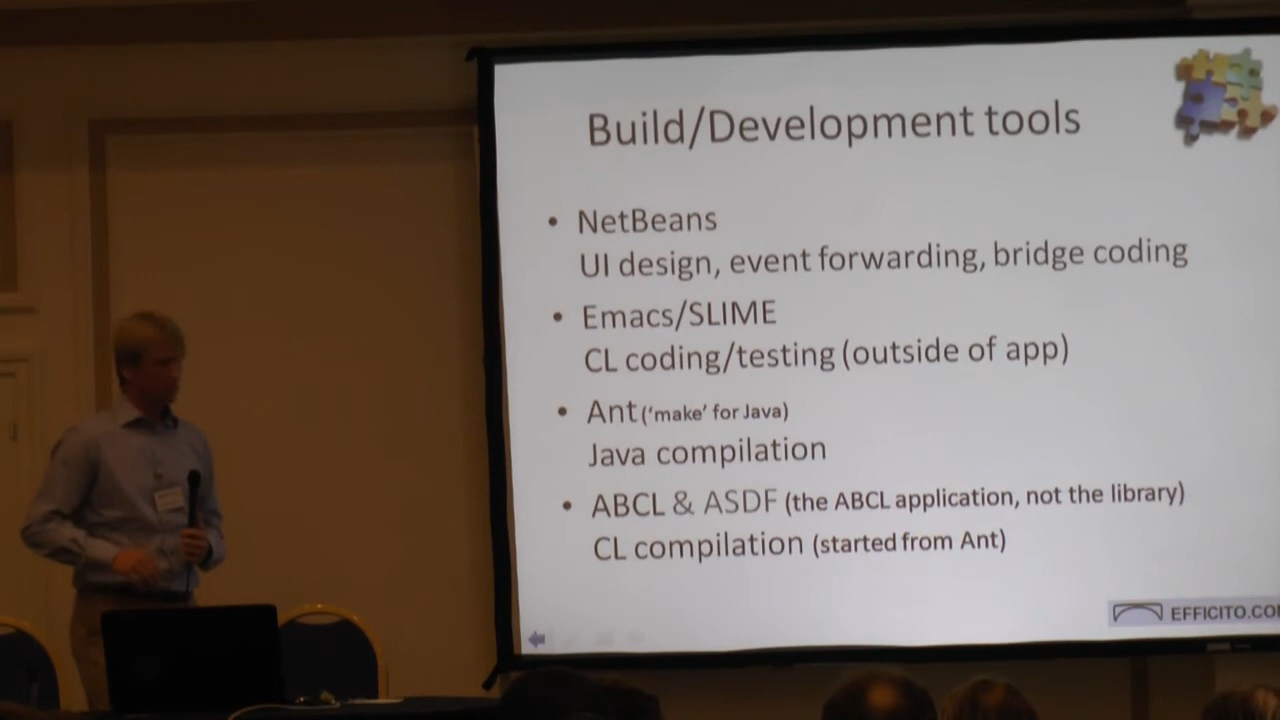 Build/Development tools
• NetBeans
UI design, event forwarding, bridge coding
• Emacs/SLIME
CL coding/testing (outside of app)
• Ant ('make' for Java)
Java compilation
• ABCL & ASDF (the ABCL application, not the library)
CL compilation (started from Ant)
EFFICITO.CO